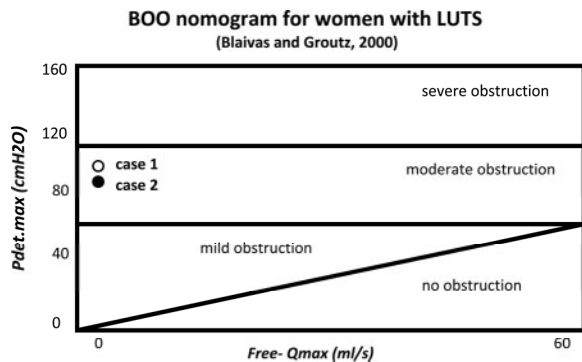 BOO nomogram for women with LUTS
(Blaivas and Groutz, 2000)
Pdet.max (cmH2O)
160
120
80
40
0
severe obstruction
case 1
case 2
moderate obstruction
mild obstruction
no obstruction
0
60
Free- Qmax (ml/s)